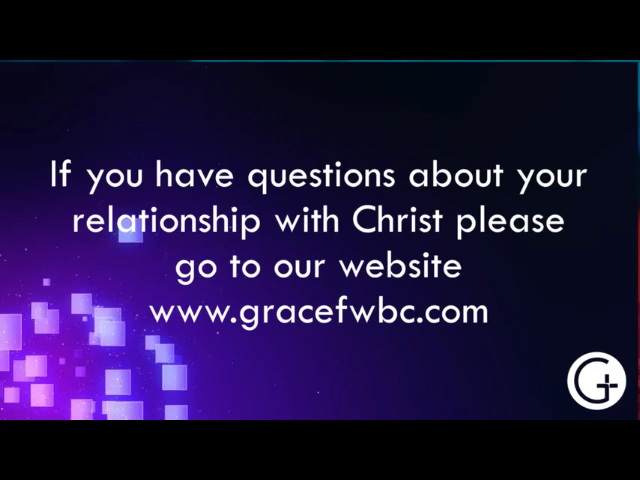 If you have questions about your
relationship with Christ please
go to our website
www.gracefwbc.com
G